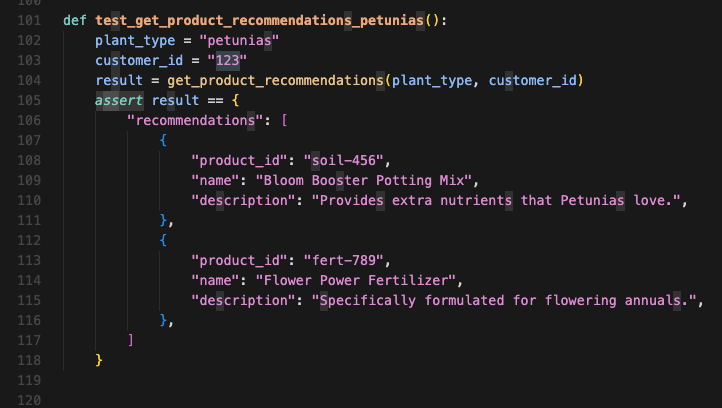 100
101 def test_get_product_recommendations_petunias():
102     plant_type = "petunias"
103     customer_id = "123"
104     result = get_product_recommendations(plant_type, customer_id)
105     assert result == {
106         "recommendations": [
107             {
108                 "product_id": "soil-456",
109                 "name": "Bloom Booster Potting Mix",
110                 "description": "Provides extra nutrients that Petunias love.",
111             },
112             {
113                 "product_id": "fert-789",
114                 "name": "Flower Power Fertilizer",
115                 "description": "Specifically formulated for flowering annuals.",
116             },
117         ]
118     }
119
120